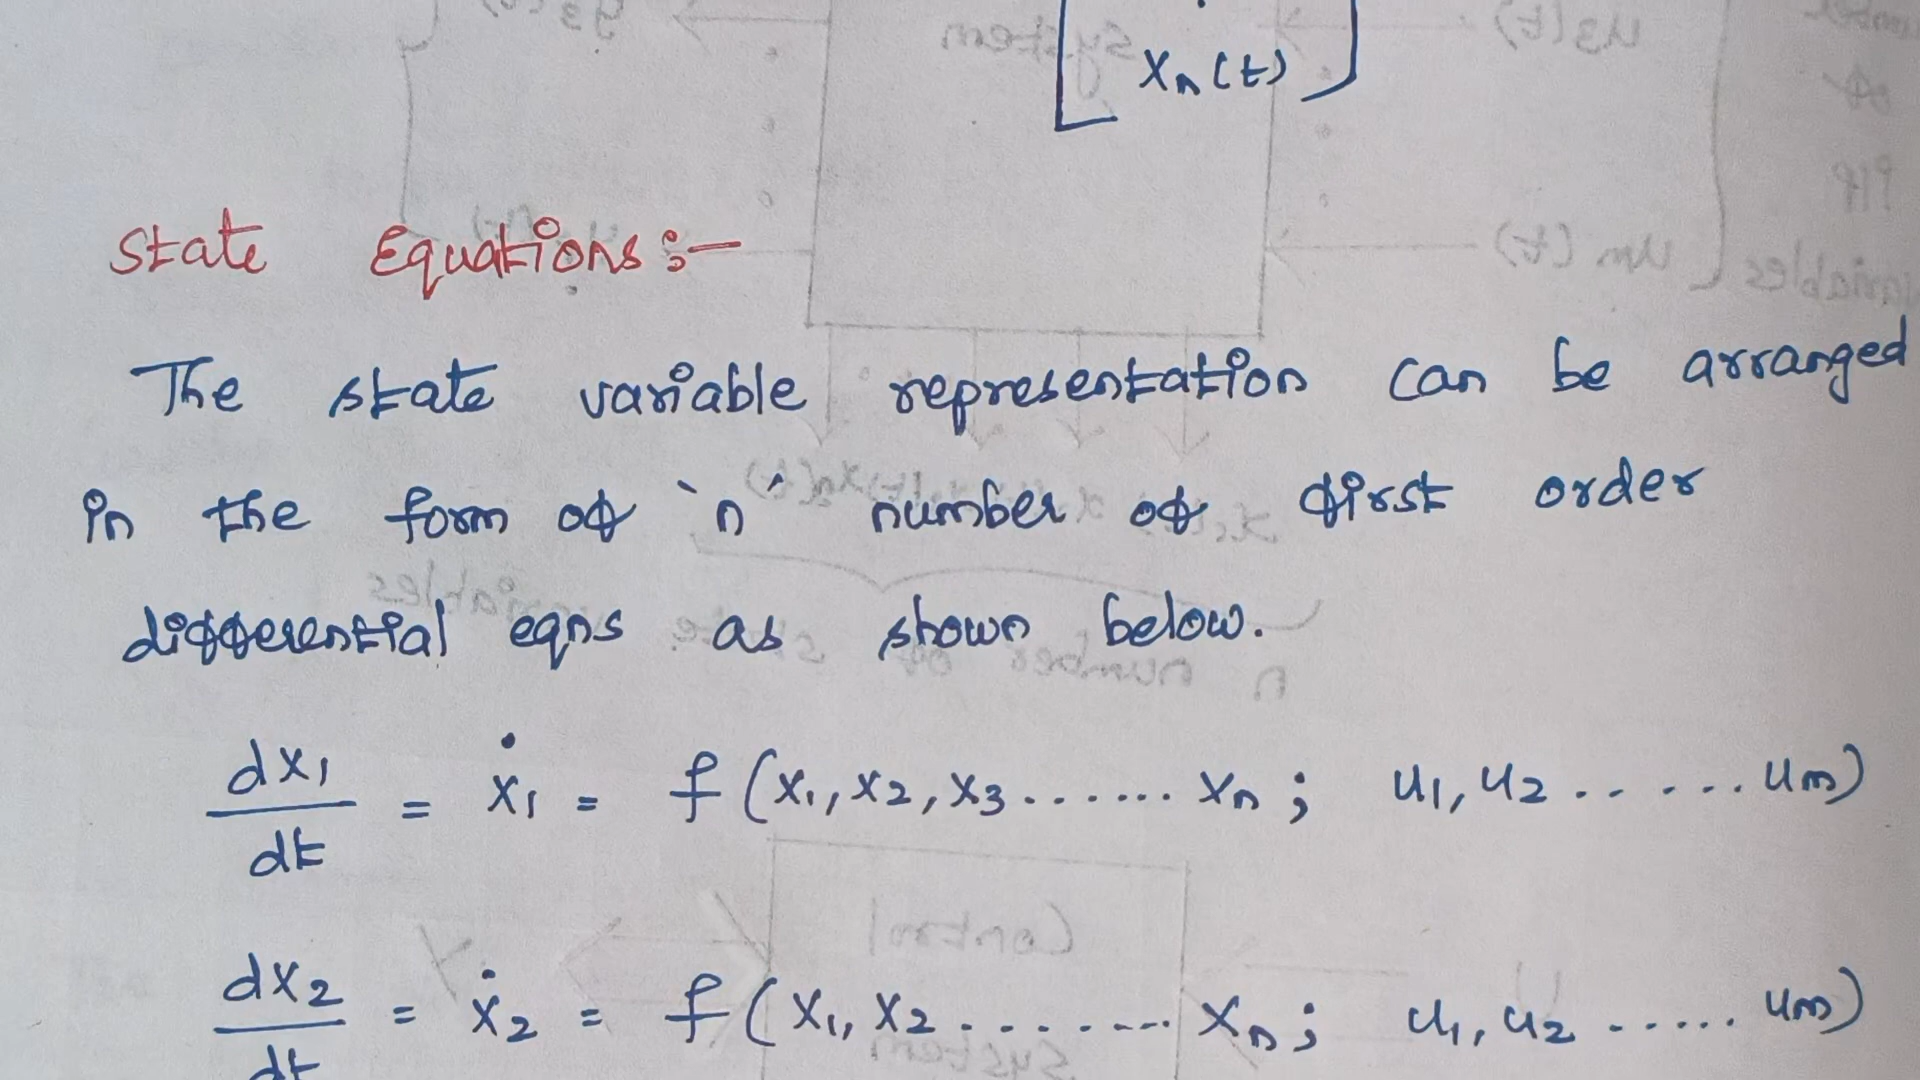 xn(t)
State Equations :-
The state variable representation can be arranged
in the form of `n' number of first order
differential eqns as shown below.
dx1/dt = ẋ1 = f(x1, x2, x3....... xn ; u1, u2 ...... um)
dx2/dt = ẋ2 = f(x1, x2 ......... xn ; u1, u2 ...... um)